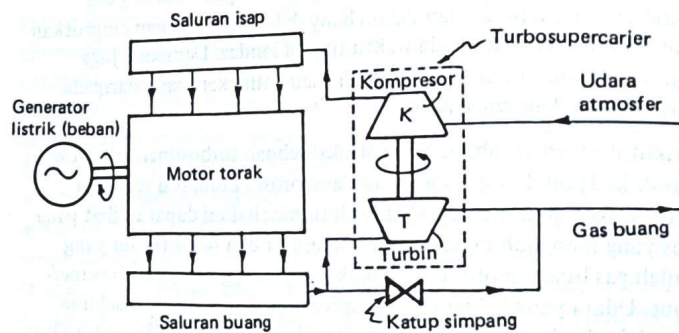 Saluran isap
Turbosupercarjer
Kompresor
K
Udara
atmosfer
Generator
listrik (beban)
Motor torak
T
Turbin
Gas buang
Saluran buang
Katup simpang